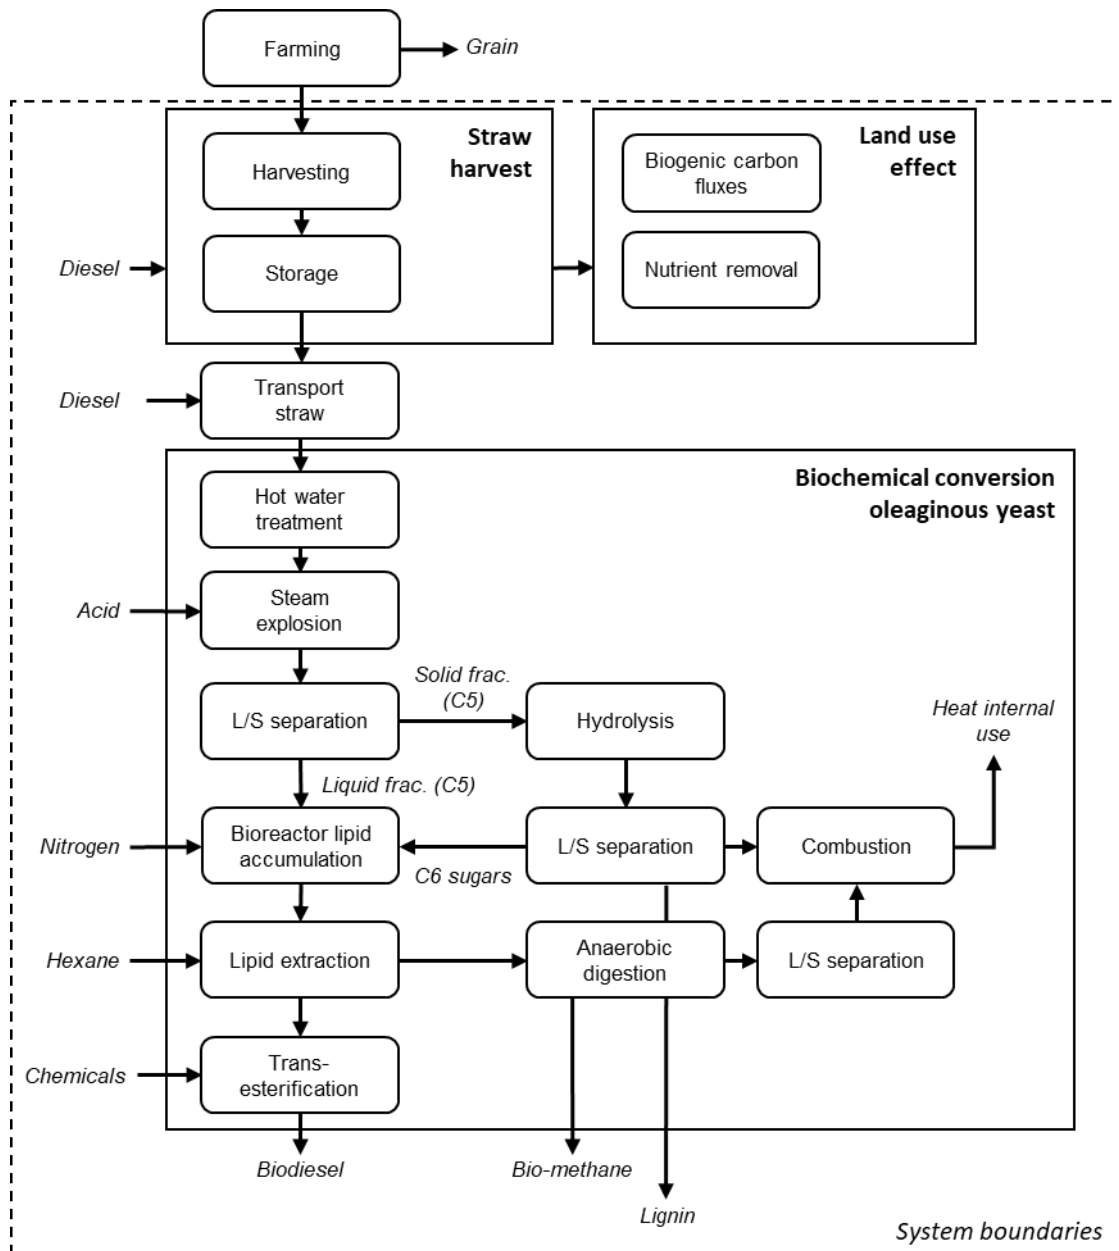 Farming
Grain
Straw
harvest
Land use
effect
Harvesting
Biogenic carbon
fluxes
Diesel
Storage
Nutrient removal
Diesel
Transport
straw
Biochemical conversion
oleaginous yeast
Hot water
treatment
Acid
Steam
explosion
Solid frac.
(C5)
L/S separation
Hydrolysis
Heat internal
use
Liquid frac. (C5)
Nitrogen
Bioreactor lipid
accumulation
C6 sugars
L/S separation
Combustion
Hexane
Lipid extraction
Anaerobic
digestion
L/S separation
Chemicals
Trans-
esterification
Biodiesel
Bio-methane
Lignin
System boundaries